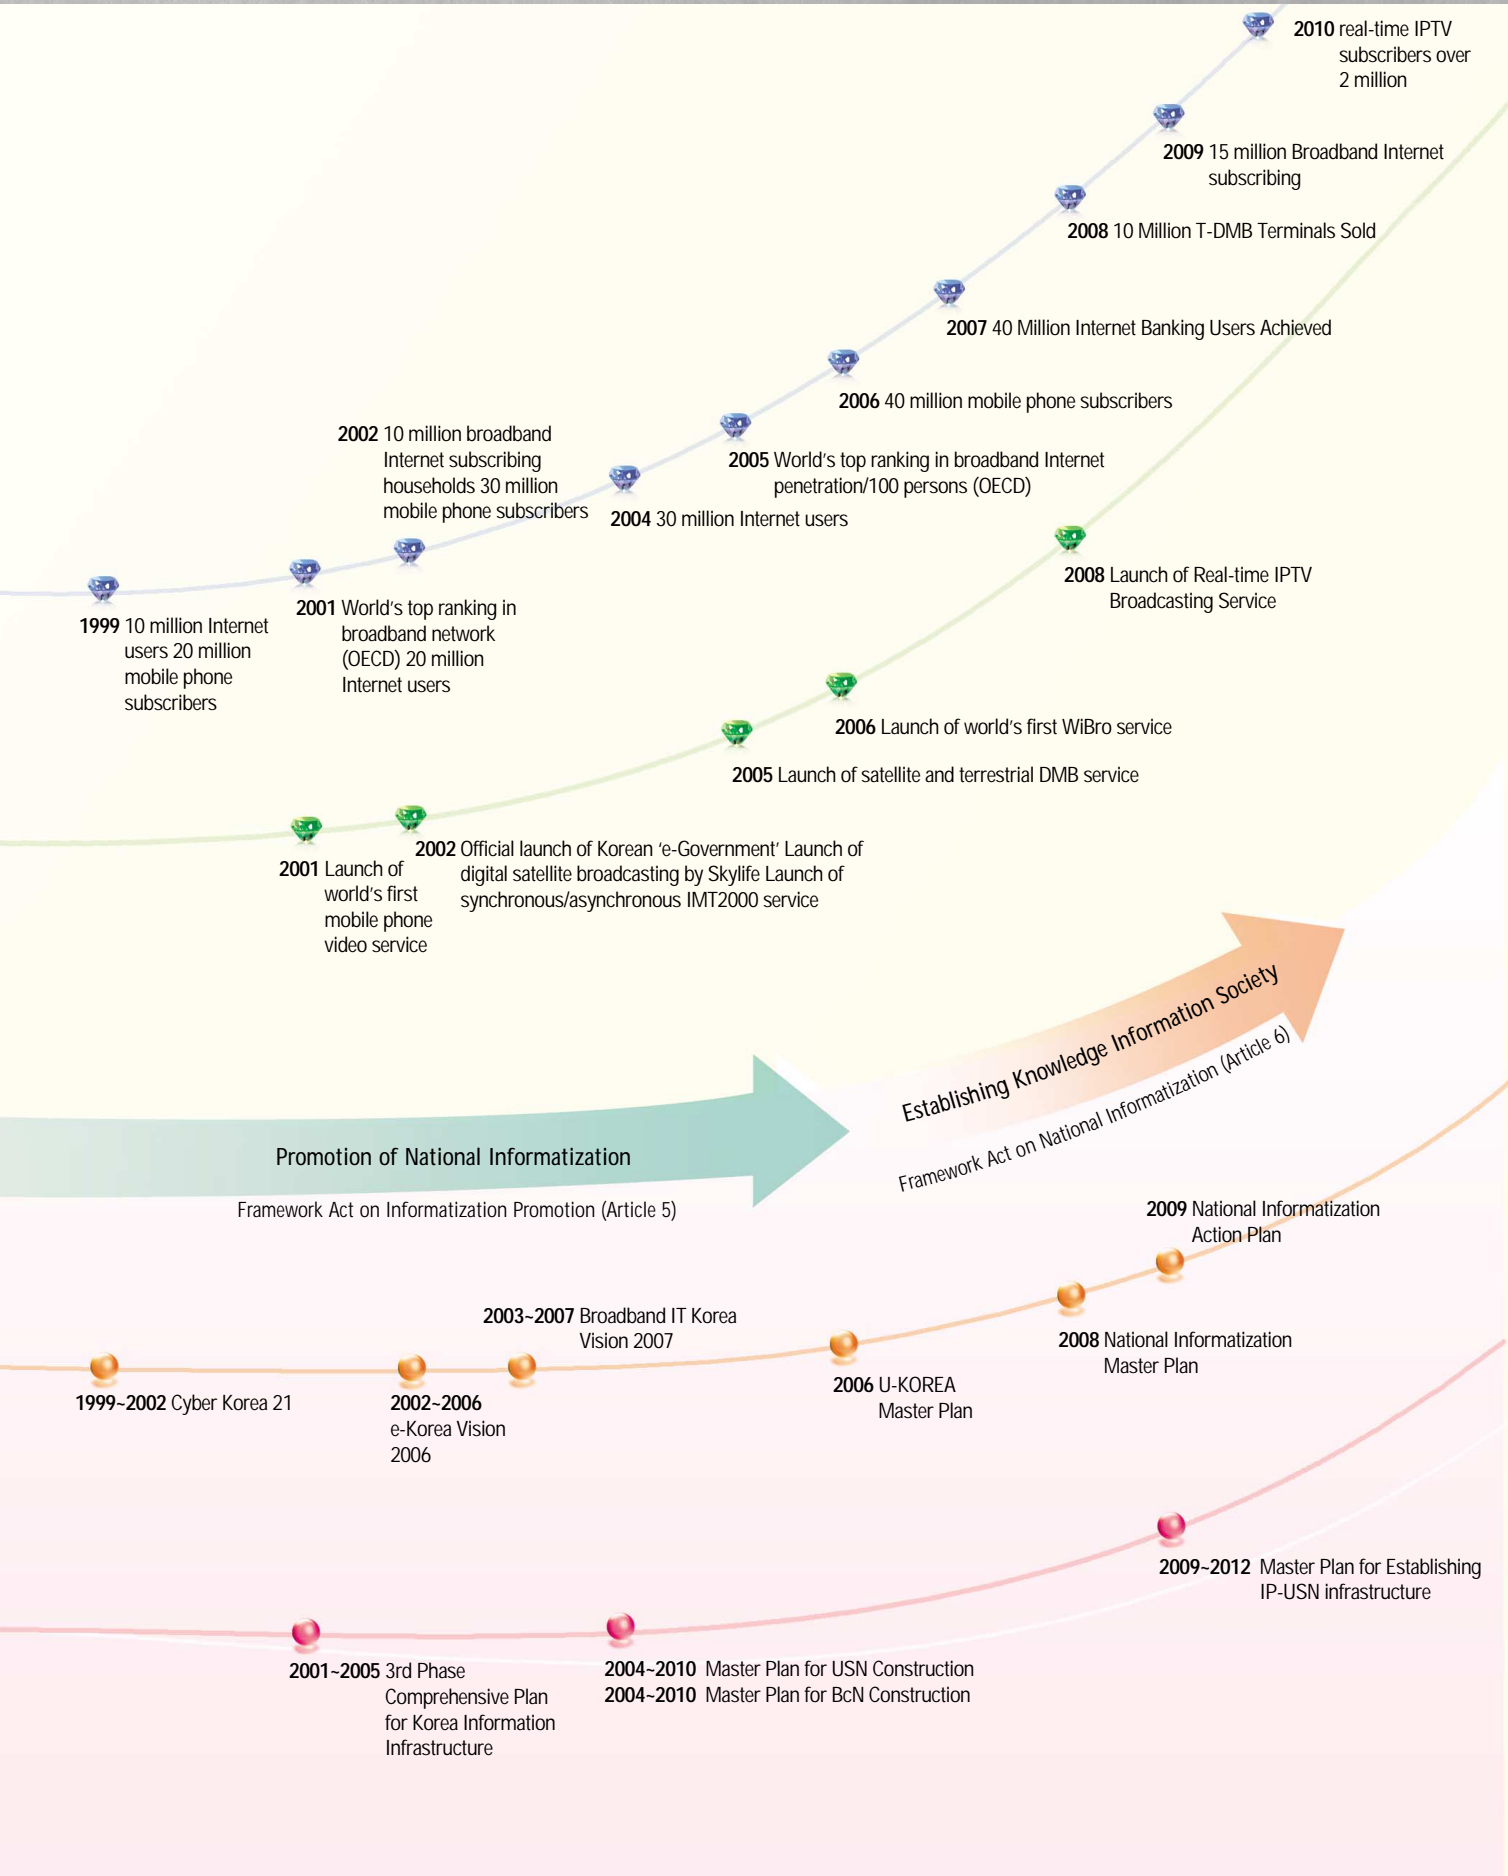 2010 real-time IPTV
subscribers over
2 million
2009 15 million Broadband Internet
subscribing
2008 10 Million T-DMB Terminals Sold
2007 40 Million Internet Banking Users Achieved
2006 40 million mobile phone subscribers
2005 World's top ranking in broadband Internet
penetration/100 persons (OECD)
2004 30 million Internet users
2002 10 million broadband
Internet subscribing
households 30 million
mobile phone subscribers
2001 World's top ranking in
broadband network
(OECD) 20 million
Internet users
1999 10 million Internet
users 20 million
mobile phone
subscribers
2008 Launch of Real-time IPTV
Broadcasting Service
2006 Launch of world's first WiBro service
2005 Launch of satellite and terrestrial DMB service
2002 Official launch of Korean ‘e-Government’ Launch of
digital satellite broadcasting by Skylife Launch of
synchronous/asynchronous IMT2000 service
2001 Launch of
world's first
mobile phone
video service
Establishing Knowledge Information Society
Framework Act on National Informatization (Article 6)
Promotion of National Informatization
Framework Act on Informatization Promotion (Article 5)
2009 National Informatization
Action Plan
2008 National Informatization
Master Plan
2006 U-KOREA
Master Plan
2003~2007 Broadband IT Korea
Vision 2007
2002~2006
e-Korea Vision
2006
1999~2002 Cyber Korea 21
2009~2012 Master Plan for Establishing
IP-USN infrastructure
2004~2010 Master Plan for USN Construction
2004~2010 Master Plan for BcN Construction
2001~2005 3rd Phase
Comprehensive Plan
for Korea Information
Infrastructure